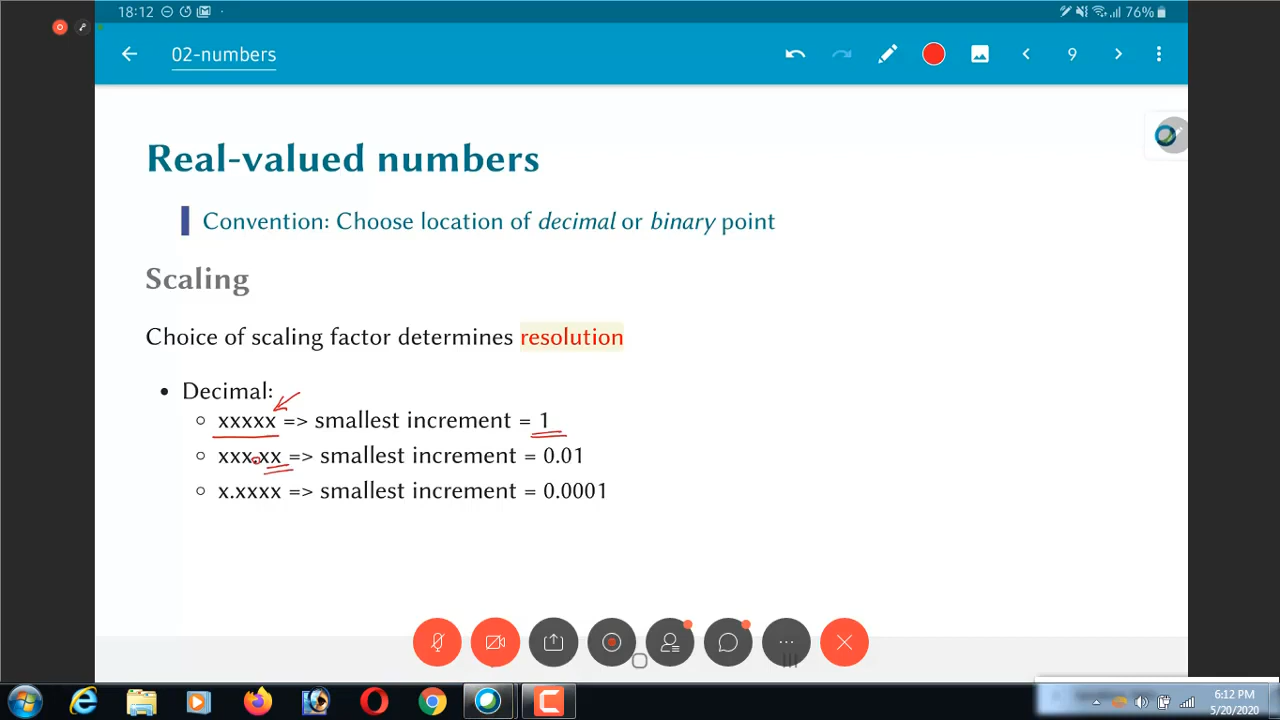 18:12
76%
02-numbers
9
Real-valued numbers
Convention: Choose location of decimal or binary point
Scaling
Choice of scaling factor determines resolution
• Decimal:
xxxxx => smallest increment = 1
xxx.xx => smallest increment = 0.01
x.xxxx => smallest increment = 0.0001
6:12 PM
5/20/2020